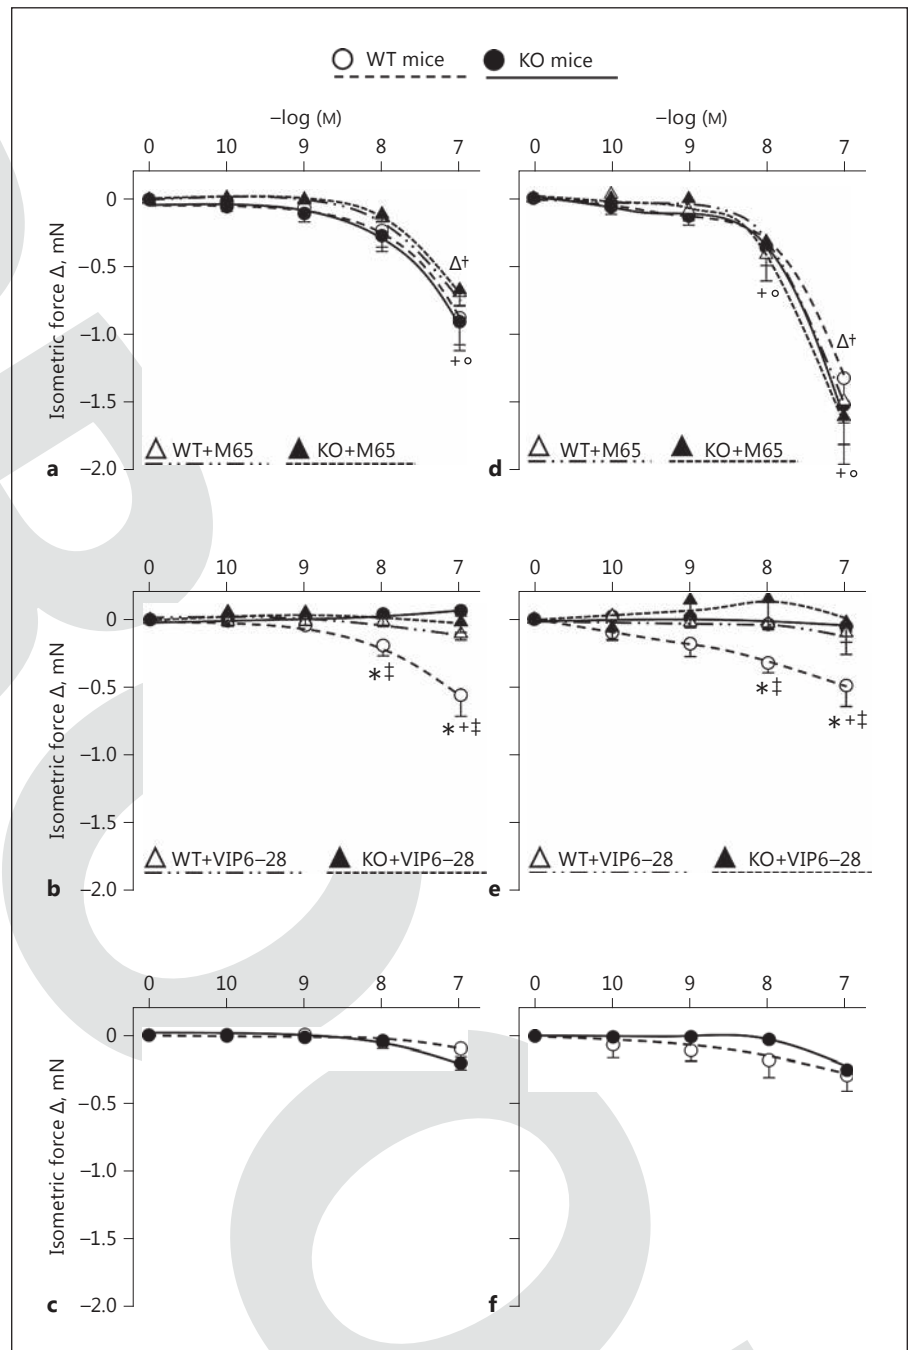 WT mice KO mice
–log (M) –log (M)
0 10 9 8 7 0 10 9 8 7
0
–0.5
–1.0
–1.5
–2.0
Isometric force Δ, mN
Δ† +° +° Δ† +°
WT+M65 KO+M65 WT+M65 KO+M65
a d
0 10 9 8 7 0 10 9 8 7
0
–0.5
–1.0
–1.5
–2.0
Isometric force Δ, mN
*‡ *+‡ *‡ *+‡
WT+VIP6–28 KO+VIP6–28 WT+VIP6–28 KO+VIP6–28
b e
0 10 9 8 7 0 10 9 8 7
0
–0.5
–1.0
–1.5
–2.0
Isometric force Δ, mN
c f